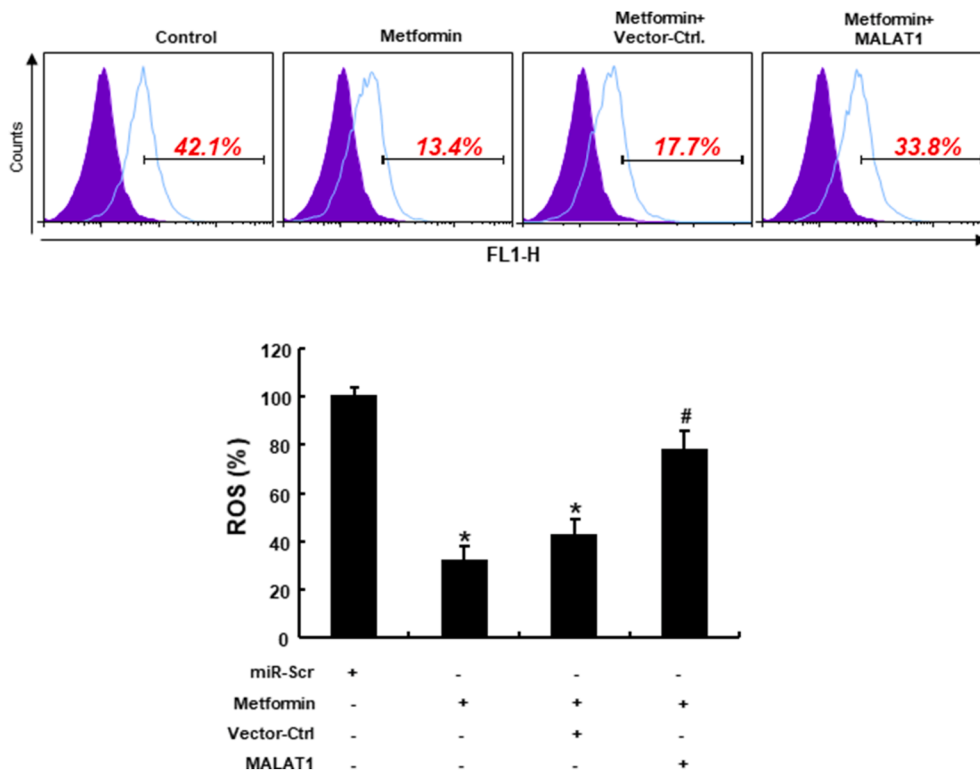 Control
Metformin
Metformin+
Vector-Ctrl.
Metformin+
MALAT1
Counts
42.1%
13.4%
17.7%
33.8%
FL1-H
ROS (%)
120
100
80
60
40
20
0
*
*
#
miR-Scr + - - -
Metformin - + + +
Vector-Ctrl - - + -
MALAT1 - - - +